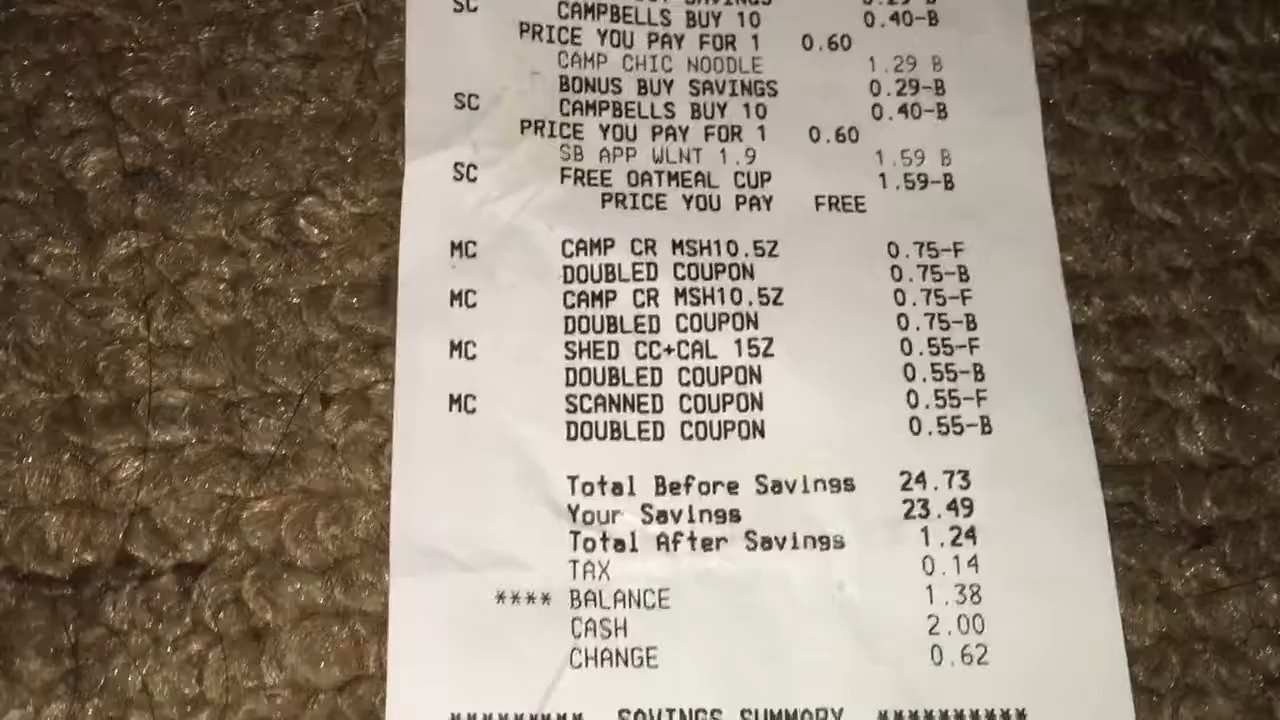 SC SAVINGS 0.29-B
CAMPBELLS BUY 10 0.40-B
PRICE YOU PAY FOR 1 0.60
CAMP CHIC NOODLE 1.29 B
BONUS BUY SAVINGS 0.29-B
SC CAMPBELLS BUY 10 0.40-B
PRICE YOU PAY FOR 1 0.60
SB APP WLNT 1.9 1.59 B
SC FREE OATMEAL CUP 1.59-B
PRICE YOU PAY FREE
MC CAMP CR MSH10.5Z 0.75-F
DOUBLED COUPON 0.75-B
MC CAMP CR MSH10.5Z 0.75-F
DOUBLED COUPON 0.75-B
MC SHED CC+CAL 15Z 0.55-F
DOUBLED COUPON 0.55-B
MC SCANNED COUPON 0.55-F
DOUBLED COUPON 0.55-B
Total Before Savings 24.73
Your Savings 23.49
Total After Savings 1.24
TAX 0.14
**** BALANCE 1.38
CASH 2.00
CHANGE 0.62
********* SAVINGS SUMMARY **********